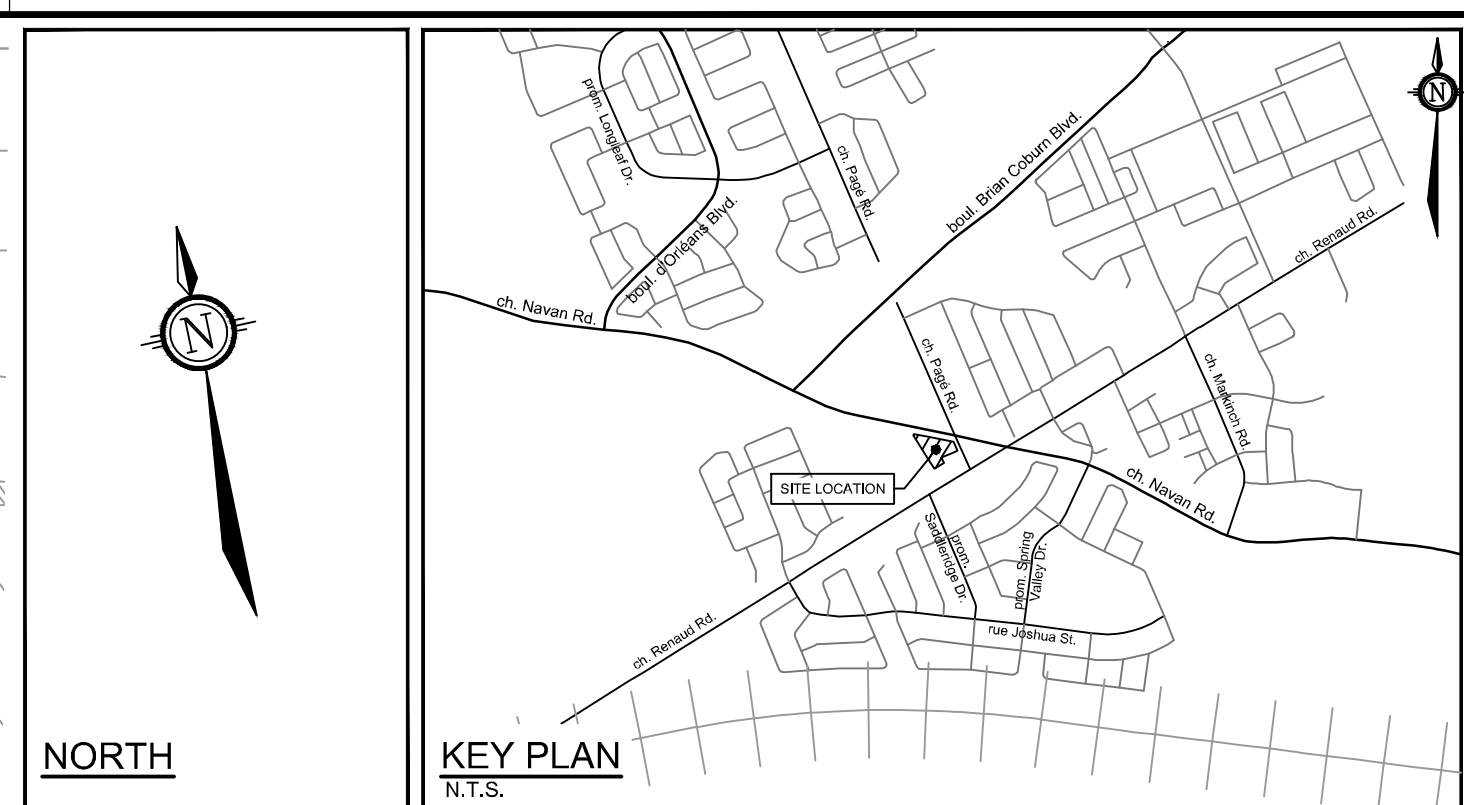 N
NORTH
N
prom. Longleaf Dr.
ch. Pagé Rd.
boul. Brian Coburn Blvd.
boul. d'Orléans Blvd.
ch. Renaud Rd.
ch. Navan Rd.
ch. Pagé Rd.
ch. Markinch Rd.
SITE LOCATION
ch. Navan Rd.
prom.
Saddleridge Dr.
prom. Spring
Valley Dr.
ch. Renaud Rd.
rue Joshua St.
KEY PLAN
N.T.S.